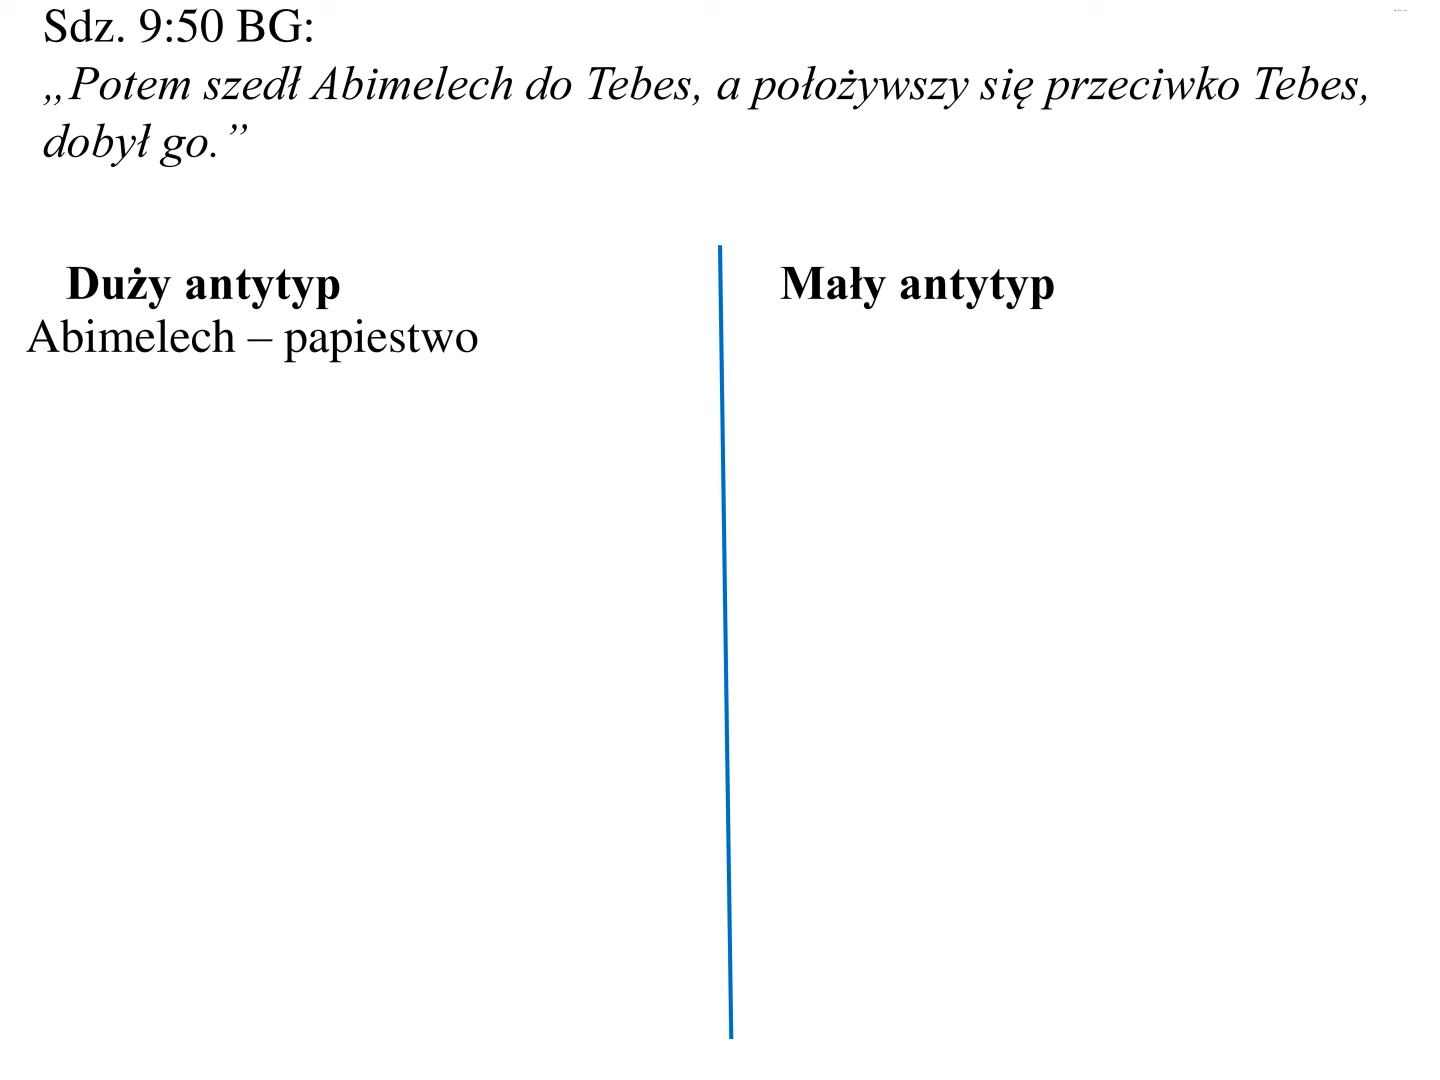 Sdz. 9:50 BG:
„Potem szedł Abimelech do Tebes, a położywszy się przeciwko Tebes,
dobył go.”
Duży antytyp
Mały antytyp
Abimelech – papiestwo